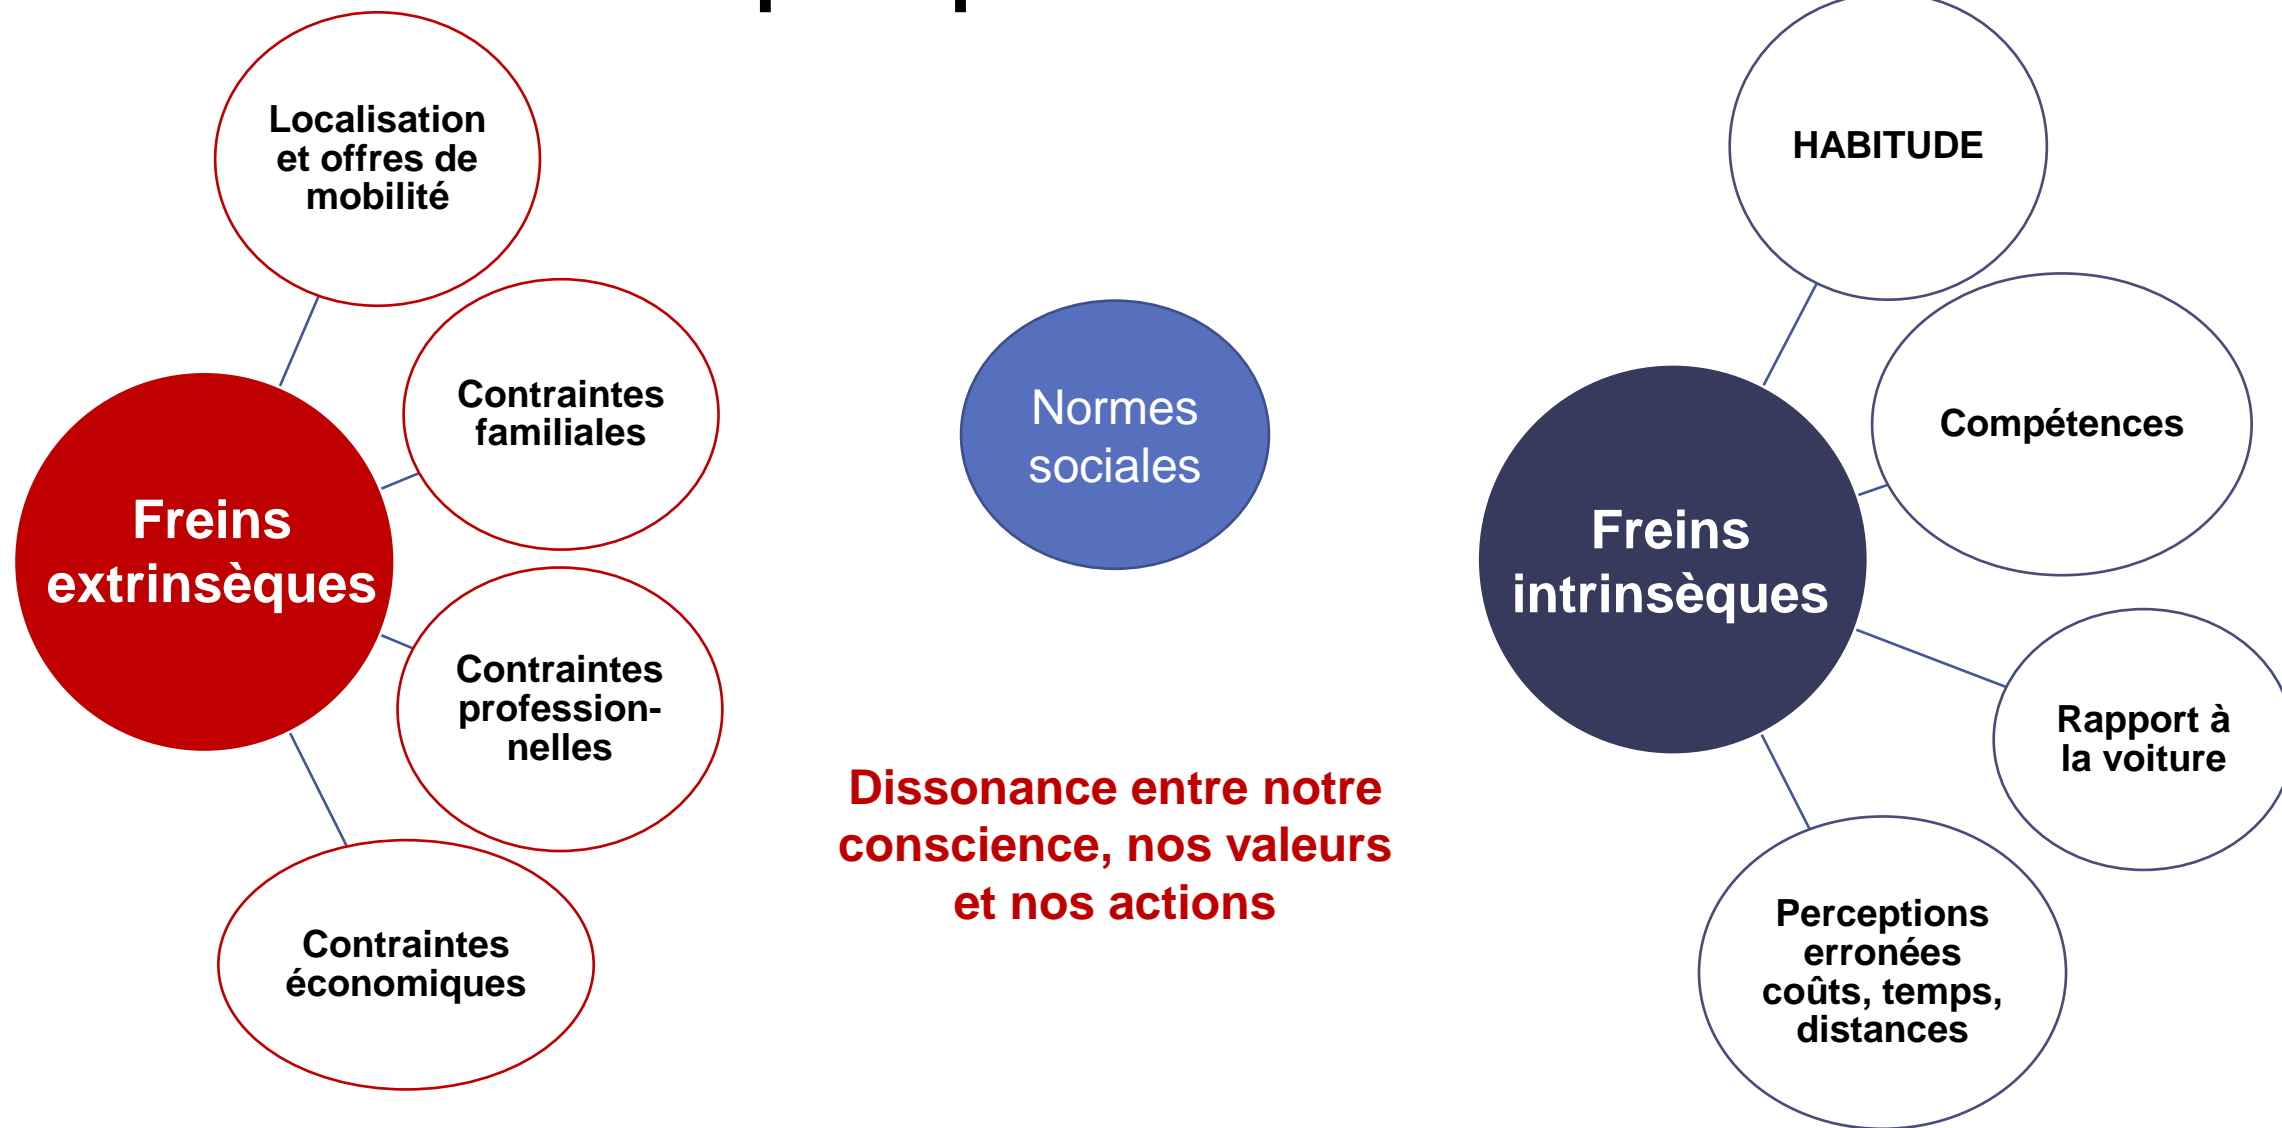 Localisation
et offres de
mobilité
Contraintes
familiales
Freins
extrinsèques
Contraintes
profession-
nelles
Contraintes
économiques
Normes
sociales
Dissonance entre notre
conscience, nos valeurs
et nos actions
HABITUDE
Compétences
Freins
intrinsèques
Rapport à
la voiture
Perceptions
erronées
coûts, temps,
distances